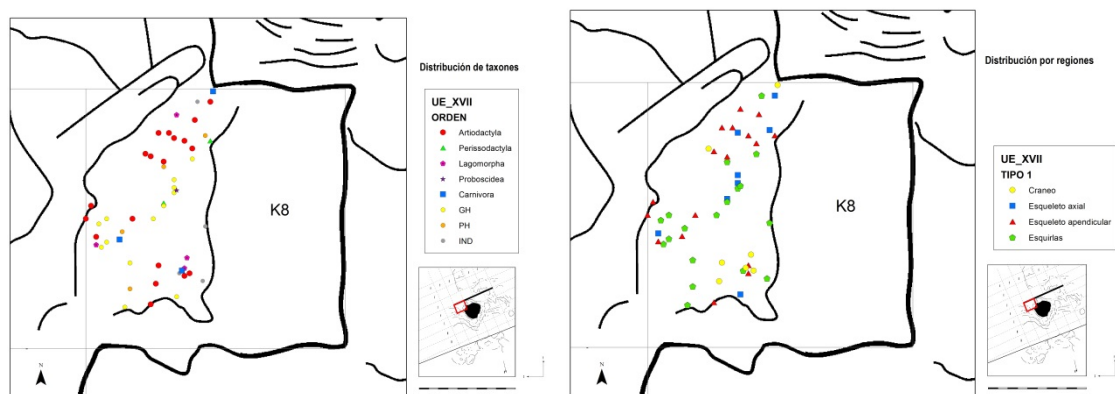 Distribución de taxones
UE_XVII
ORDEN
Artiodactyla
Perissodactyla
Lagomorpha
Proboscidea
Carnivora
GH
PH
IND
K8
N
Distribución por regiones
UE_XVII
TIPO 1
Craneo
Esqueleto axial
Esqueleto apendicular
Esquirlas
K8
N